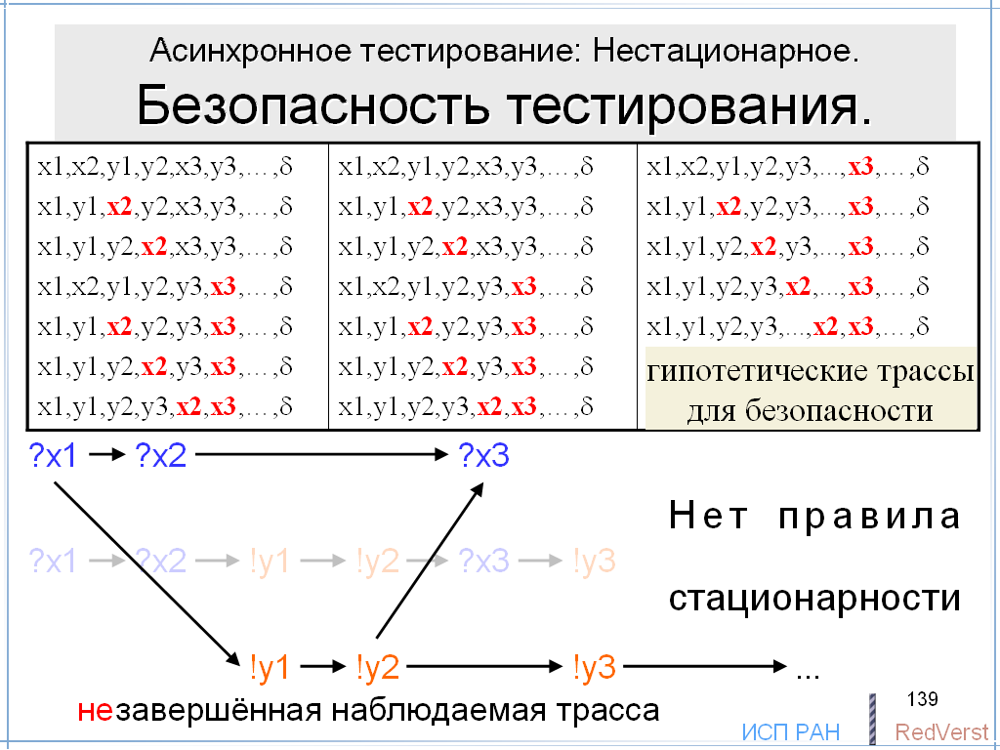 Асинхронное тестирование: Нестационарное.
Безопасность тестирования.
x1,x2,y1,y2,x3,y3,…,δ
x1,y1,x2,y2,x3,y3,…,δ
x1,y1,y2,x2,x3,y3,…,δ
x1,x2,y1,y2,y3,x3,…,δ
x1,y1,x2,y2,y3,x3,…,δ
x1,y1,y2,x2,y3,x3,…,δ
x1,y1,y2,y3,x2,x3,…,δ
x1,x2,y1,y2,x3,y3,…,δ
x1,y1,x2,y2,x3,y3,…,δ
x1,y1,y2,x2,x3,y3,…,δ
x1,x2,y1,y2,y3,x3,…,δ
x1,y1,x2,y2,y3,x3,…,δ
x1,y1,y2,x2,y3,x3,…,δ
x1,y1,y2,y3,x2,x3,…,δ
x1,x2,y1,y2,y3,...,x3,…,δ
x1,y1,x2,y2,y3,...,x3,…,δ
x1,y1,y2,x2,y3,...,x3,…,δ
x1,y1,y2,y3,x2,...,x3,…,δ
x1,y1,y2,y3,...,x2,x3,…,δ
гипотетические трассы
для безопасности
?x1 ?x2 ?x3
Нет правила
?x1 ?x2 !y1 !y2 ?x3 !y3
стационарности
!y1 !y2 !y3 ...
незавершённая наблюдаемая трасса
139
ИСП РАН RedVerst